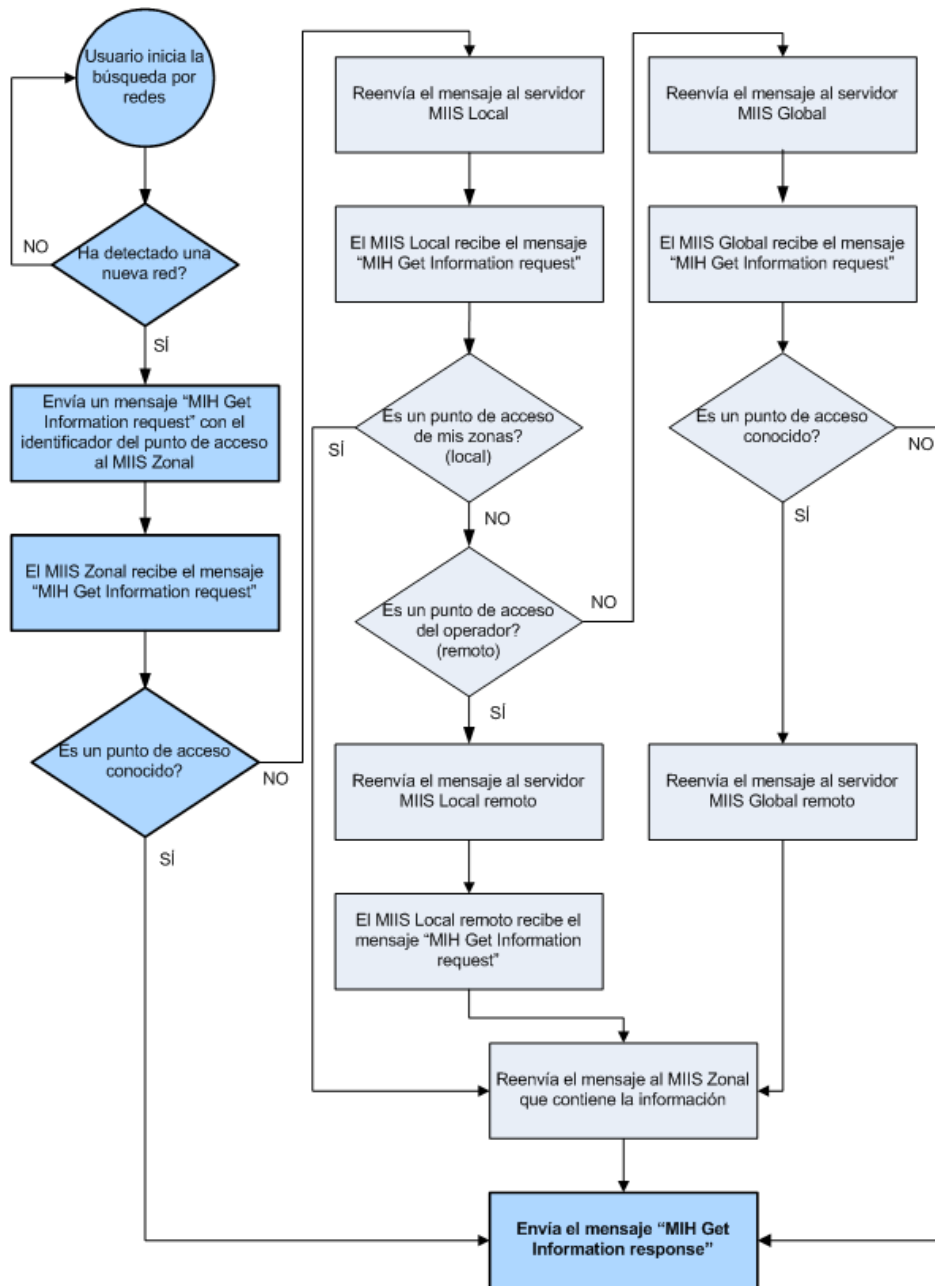 Usuario inicia la
búsqueda por
redes
NO
Ha detectado una
nueva red?
SÍ
Envía un mensaje “MIH Get
Information request” con el
identificador del punto de acceso
al MIIS Zonal
El MIIS Zonal recibe el mensaje
“MIH Get Information request”
Es un punto de acceso
conocido?
NO
SÍ
Reenvía el mensaje al servidor
MIIS Local
El MIIS Local recibe el mensaje
“MIH Get Information request”
Es un punto de acceso
de mis zonas?
(local)
SÍ
NO
Es un punto de acceso
del operador?
(remoto)
NO
SÍ
Reenvía el mensaje al servidor
MIIS Local remoto
El MIIS Local remoto recibe el
mensaje “MIH Get Information
request”
Reenvía el mensaje al servidor
MIIS Global
El MIIS Global recibe el mensaje
“MIH Get Information request”
Es un punto de acceso
conocido?
NO
SÍ
Reenvía el mensaje al servidor
MIIS Global remoto
Reenvía el mensaje al MIIS Zonal
que contiene la información
Envía el mensaje “MIH Get
Information response”